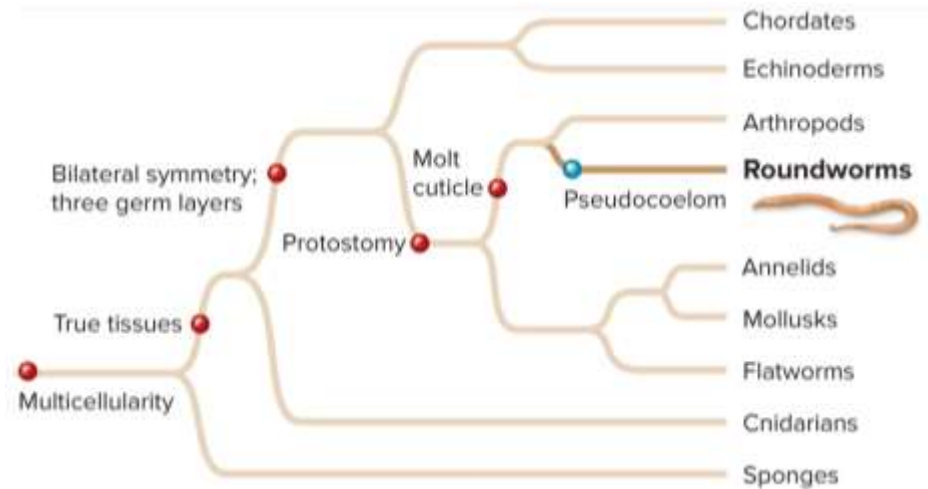 Chordates
Echinoderms
Arthropods
Molt
cuticle
Roundworms
Bilateral symmetry;
three germ layers
Pseudocoelom
Protostomy
Annelids
True tissues
Mollusks
Flatworms
Multicellularity
Cnidarians
Sponges